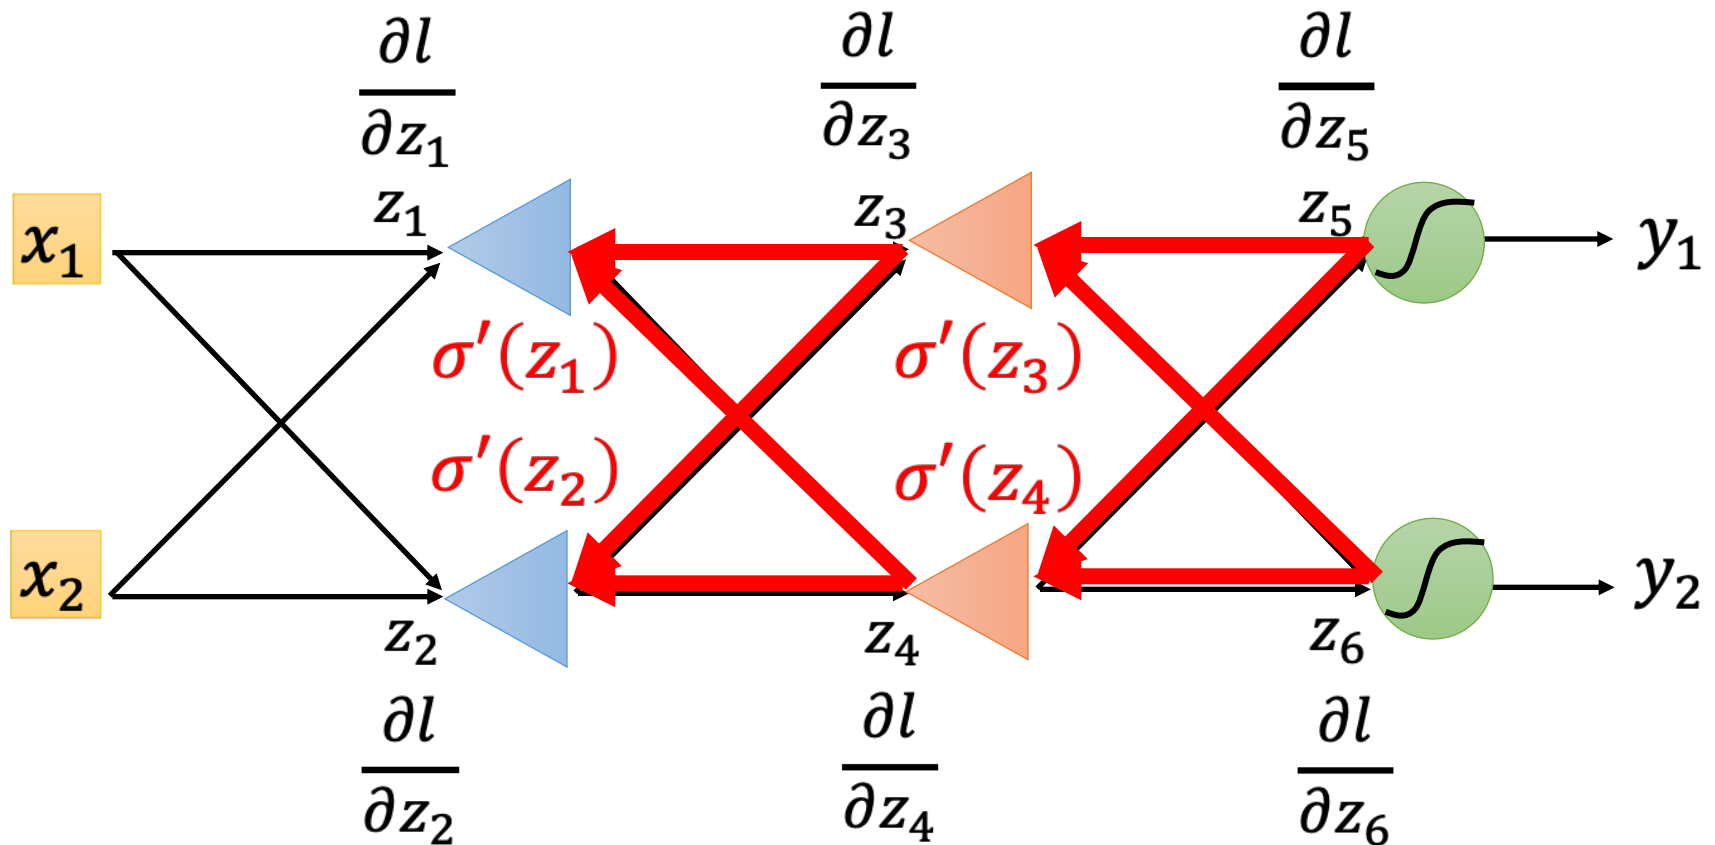 ∂l/∂z₁ ∂l/∂z₃ ∂l/∂z₅
x₁ z₁ z₃ z₅ y₁
σ′(z₁) σ′(z₃)
σ′(z₂) σ′(z₄)
x₂ z₂ z₄ z₆ y₂
∂l/∂z₂ ∂l/∂z₄ ∂l/∂z₆